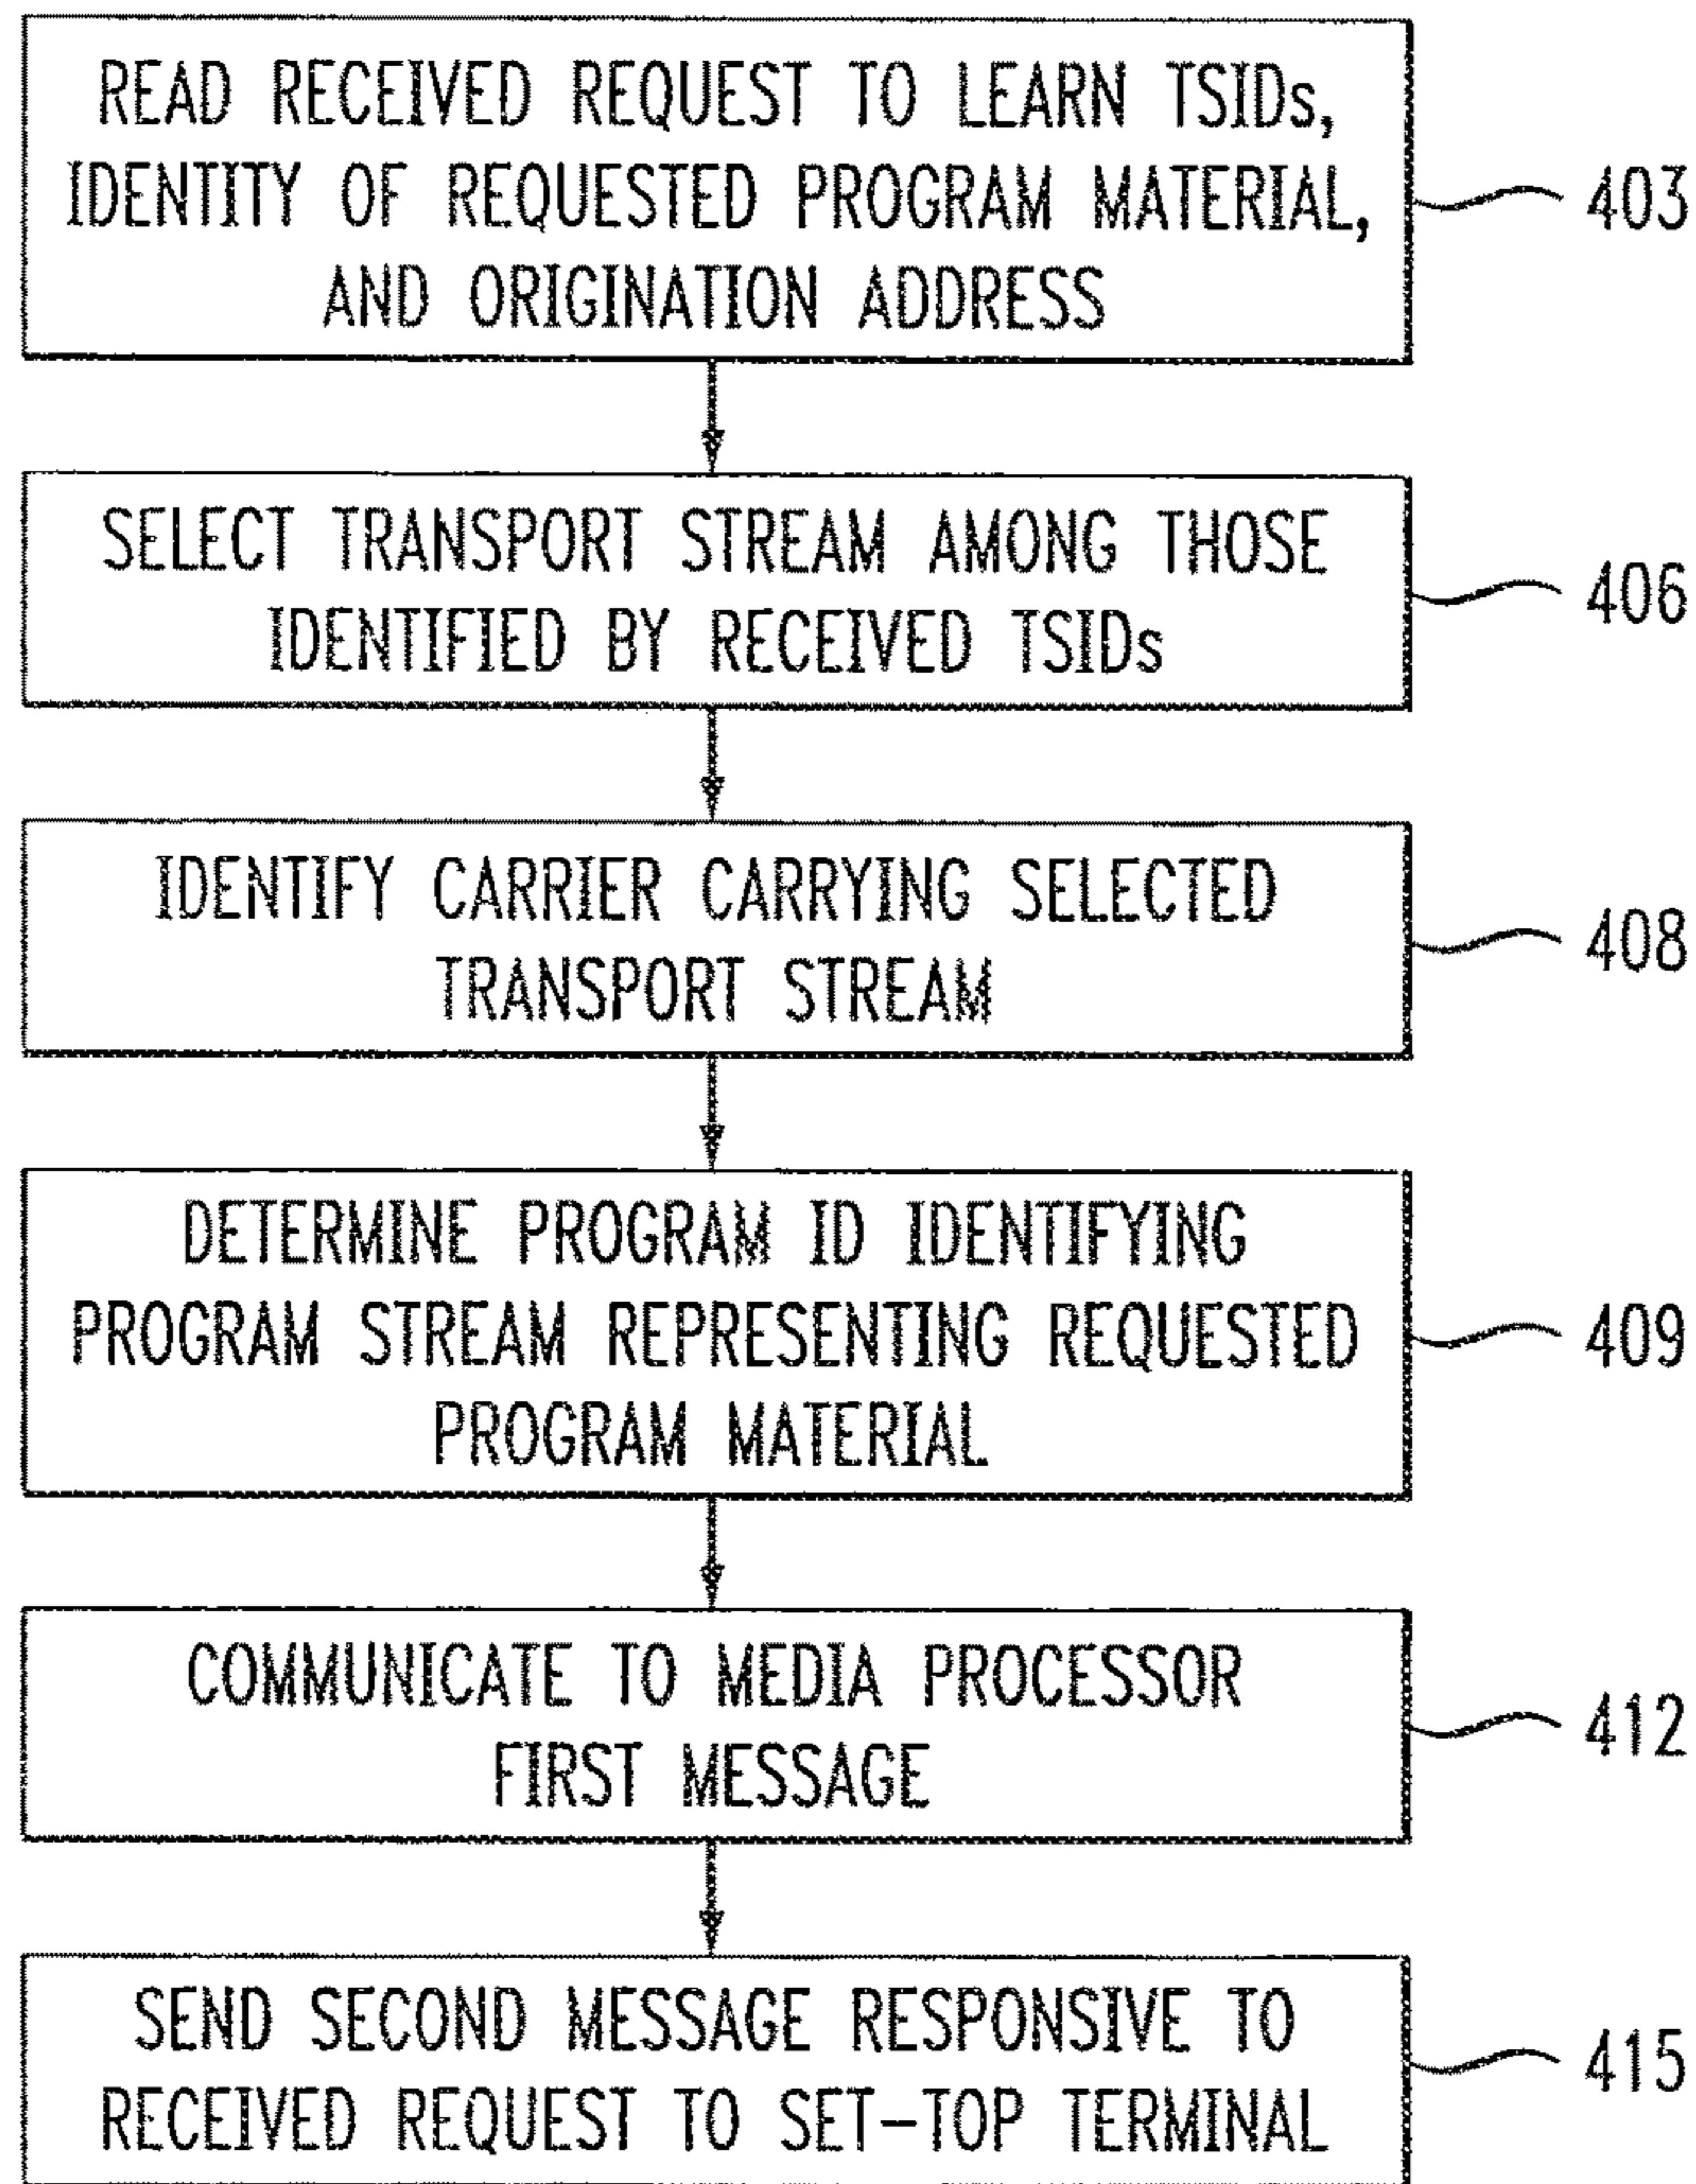 READ RECEIVED REQUEST TO LEARN TSIDs,
IDENTITY OF REQUESTED PROGRAM MATERIAL,
AND ORIGINATION ADDRESS
403
SELECT TRANSPORT STREAM AMONG THOSE
IDENTIFIED BY RECEIVED TSIDs
406
IDENTIFY CARRIER CARRYING SELECTED
TRANSPORT STREAM
408
DETERMINE PROGRAM ID IDENTIFYING
PROGRAM STREAM REPRESENTING REQUESTED
PROGRAM MATERIAL
409
COMMUNICATE TO MEDIA PROCESSOR
FIRST MESSAGE
412
SEND SECOND MESSAGE RESPONSIVE TO
RECEIVED REQUEST TO SET-TOP TERMINAL
415